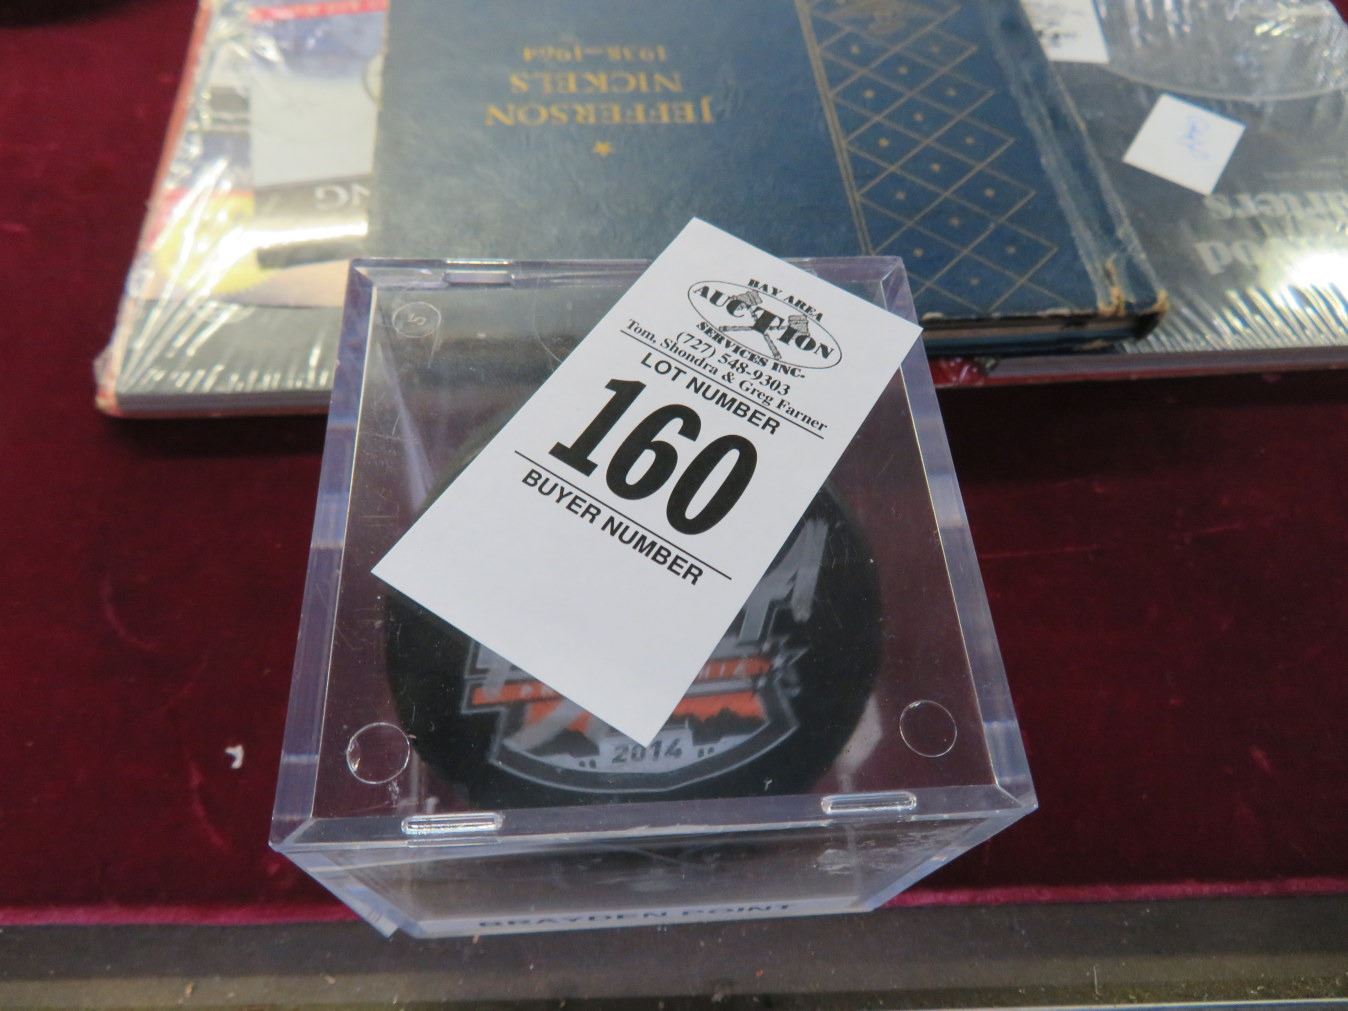 JEFFERSON
NICKELS
1938-1964
BAY AREA
AUCTION
SERVICES INC.
(727) 548-9303
Tom, Shondra & Greg Farner
LOT NUMBER
160
BUYER NUMBER
2014
BRAYDEN POINT